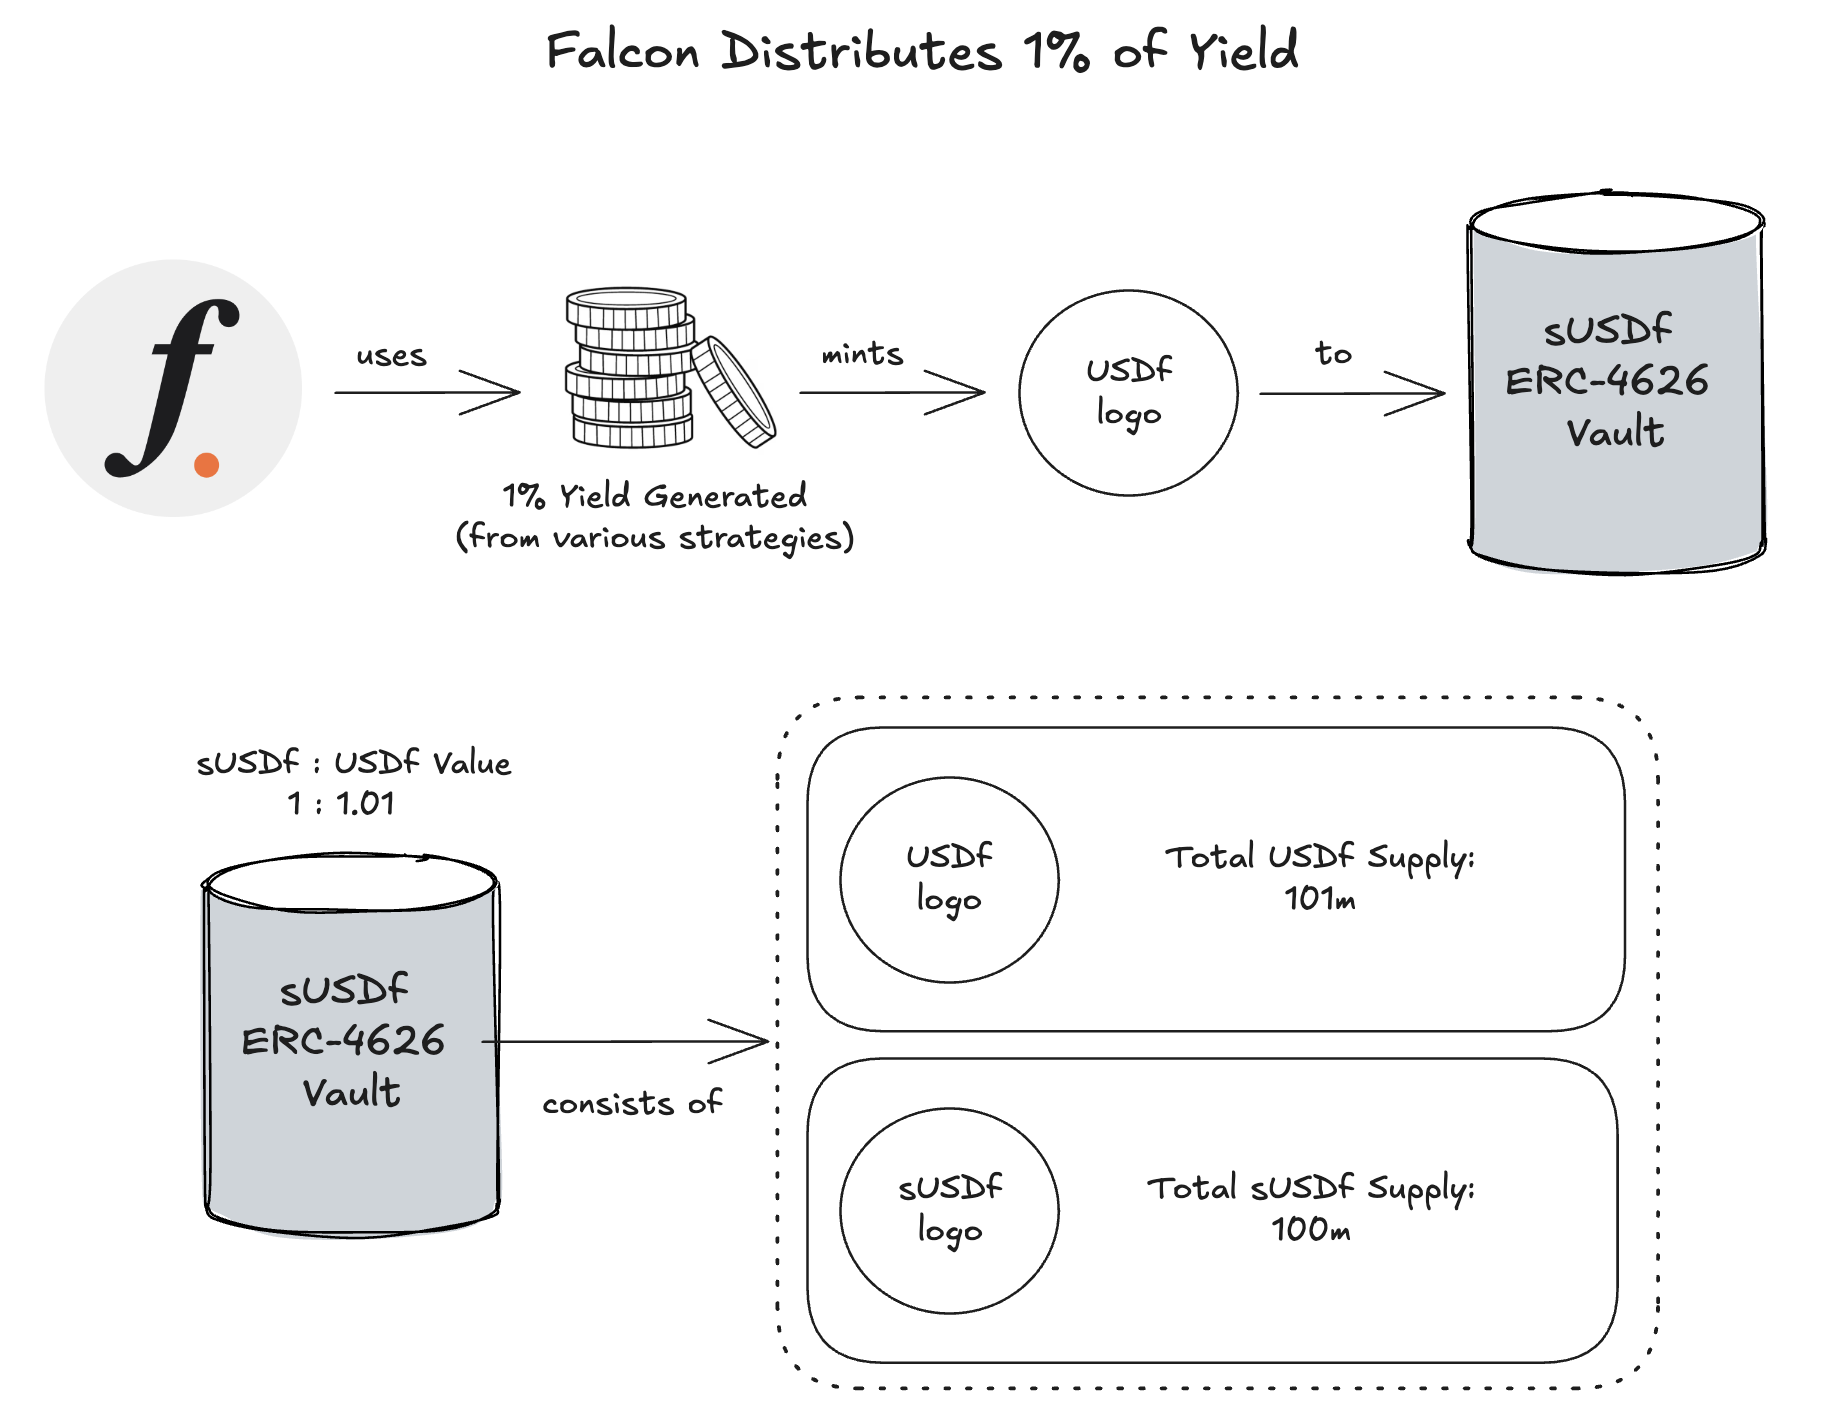 Falcon Distributes 1% of Yield
f.
uses
mints
to
USDf
logo
sUSDf
ERC-4626
Vault
1% Yield Generated
(from various strategies)
sUSDf : USDf Value
1 : 1.01
sUSDf
ERC-4626
Vault
consists of
USDf
logo
Total USDf Supply:
101m
sUSDf
logo
Total sUSDf Supply:
100m